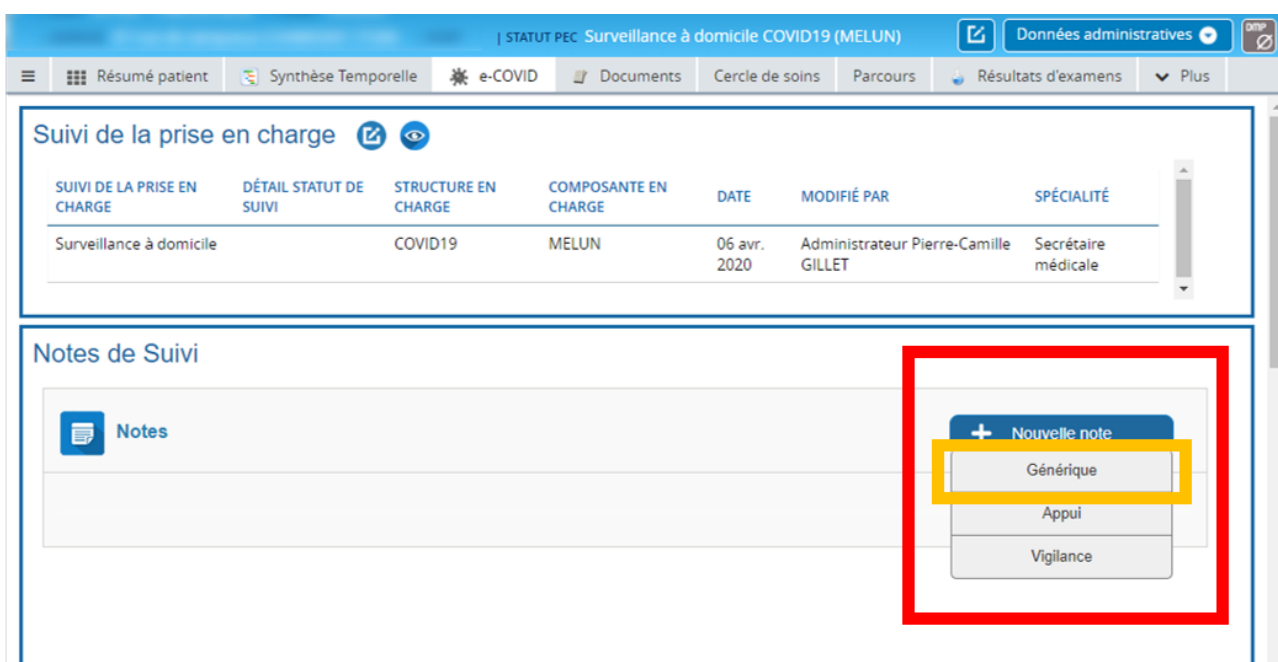 | STATUT PEC Surveillance à domicile COVID19 (MELUN) Données administratives DMP
Résumé patient Synthèse Temporelle e-COVID Documents Cercle de soins Parcours Résultats d'examens Plus
Suivi de la prise en charge
SUIVI DE LA PRISE EN CHARGE DÉTAIL STATUT DE SUIVI STRUCTURE EN CHARGE COMPOSANTE EN CHARGE DATE MODIFIÉ PAR SPÉCIALITÉ
Surveillance à domicile COVID19 MELUN 06 avr. 2020 Administrateur Pierre-Camille GILLET Secrétaire médicale
Notes de Suivi
Notes
+ Nouvelle note
Générique
Appui
Vigilance